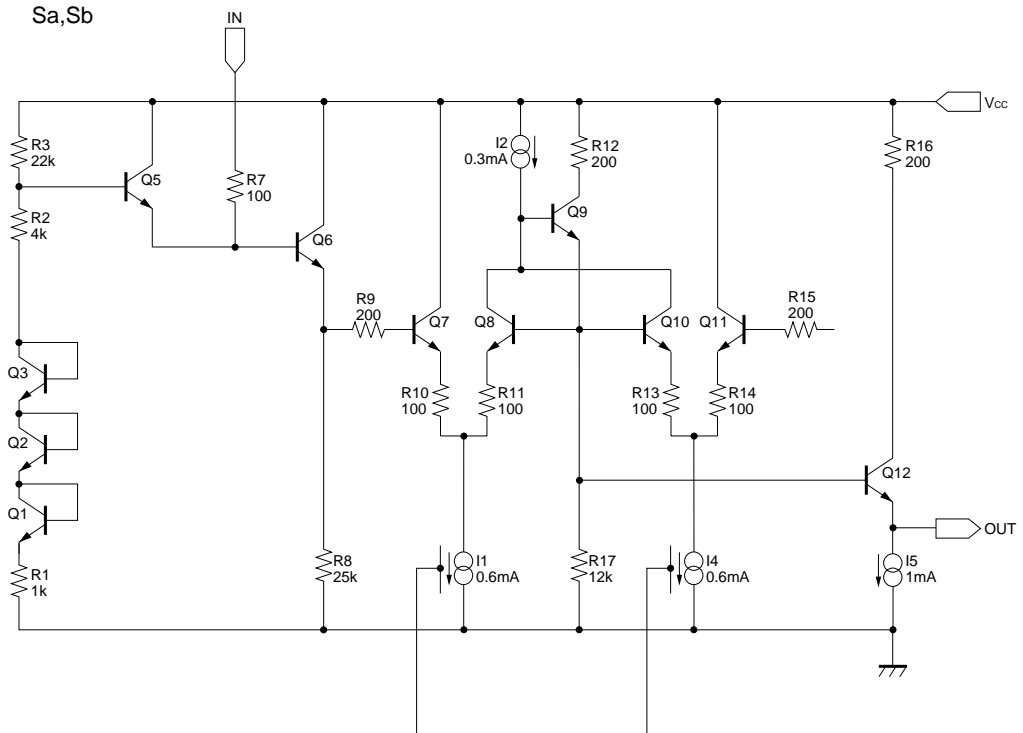 Sa,Sb
IN
VCC
R3
22k
I2
0.3mA
R12
200
R16
200
Q5
R7
100
R2
4k
Q9
Q6
R9
200
Q7
Q8
Q10
Q11
R15
200
Q3
R10
100
R11
100
R13
100
R14
100
Q2
Q12
Q1
OUT
R1
1k
R8
25k
I1
0.6mA
R17
12k
I4
0.6mA
I5
1mA